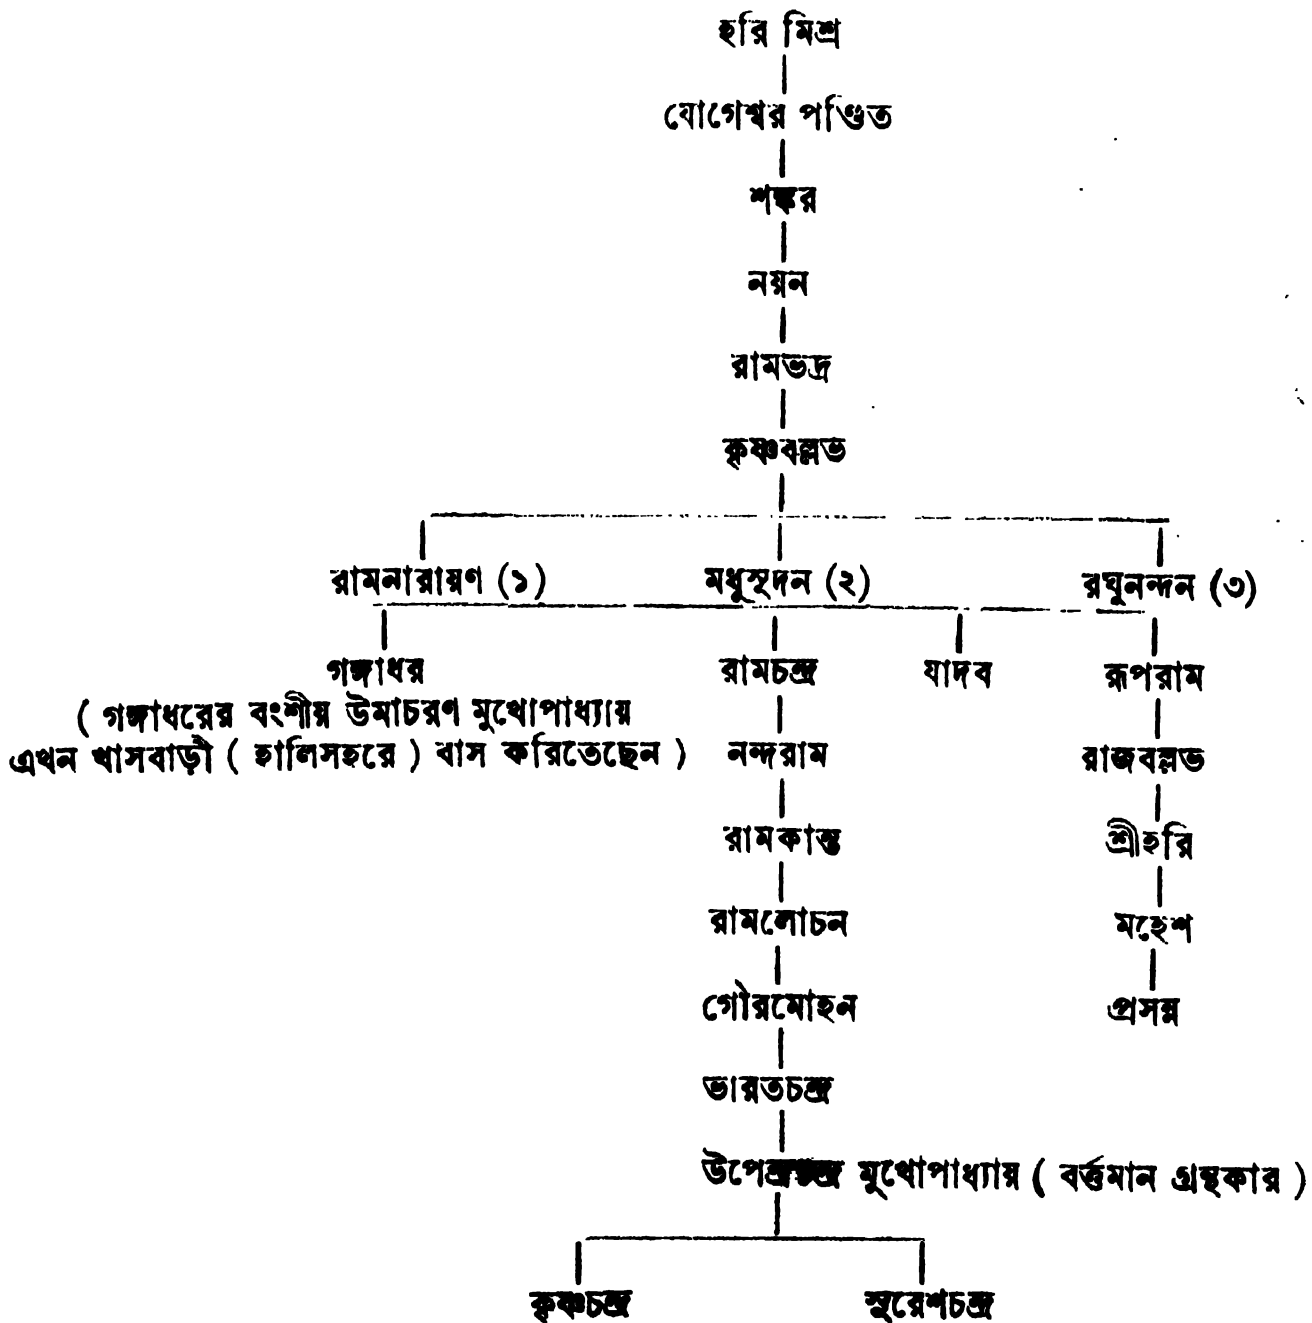 হরি মিশ্র
যোগেশ্বর পণ্ডিত
শঙ্কর
নয়ন
রামভদ্র
কৃষ্ণবল্লভ
রামনারায়ণ (১) মধুসূদন (২) রঘুনন্দন (৩)
গঙ্গাধর রামচন্দ্র যাদব রূপরাম
( গঙ্গাধরের বংশীয় উমাচরণ মুখোপাধ্যায়
এখন খাসবাড়ী ( হালিসহরে ) বাস করিতেছেন ) নন্দরাম রাজবল্লভ
রামকান্ত শ্রীহরি
রামলোচন মহেশ
গৌরমোহন প্রসন্ন
ভারতচন্দ্র
উপেন্দ্রচন্দ্র মুখোপাধ্যায় ( বর্ত্তমান গ্রন্থকার )
কৃষ্ণচন্দ্র সুরেশচন্দ্র